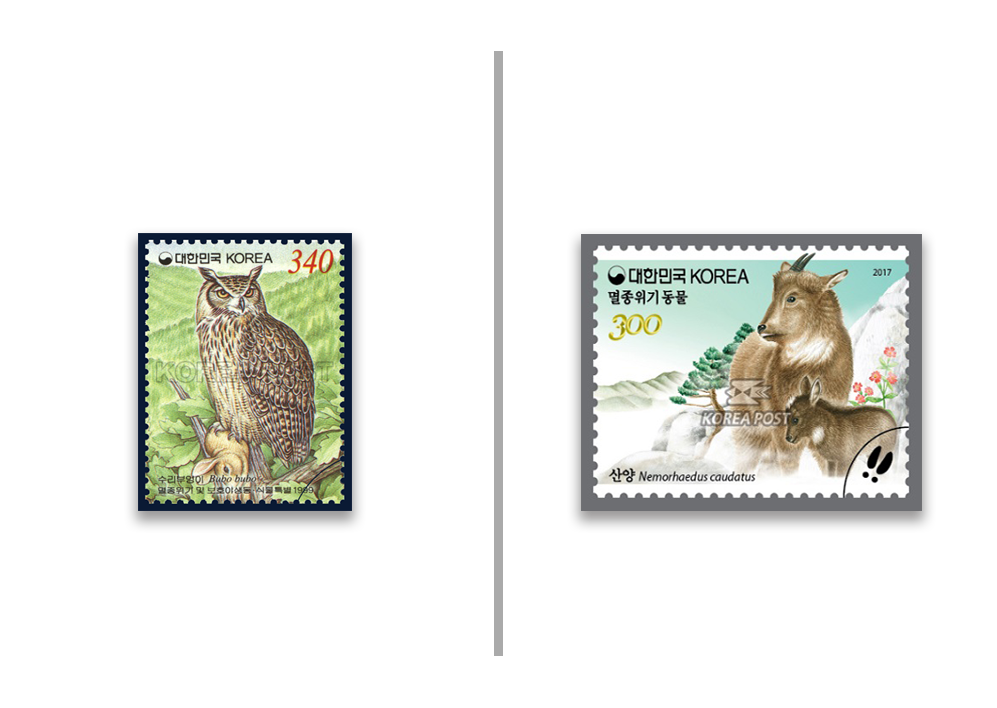 대한민국 KOREA 340
KOREA POST
수리부엉이 Bubo bubo
멸종위기 및 보호야생동·식물특별 1999
대한민국 KOREA
2017
멸종위기 동물
300
KOREA POST
산양 Nemorhaedus caudatus